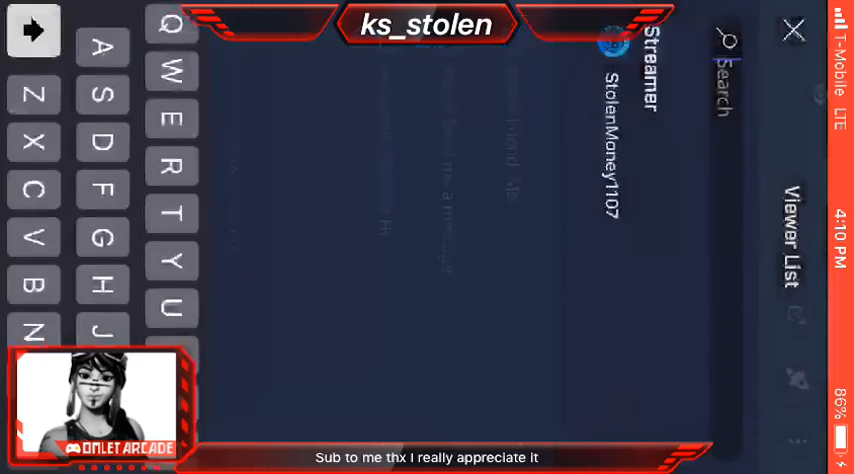 ks_stolen
T-Mobile LTE 4:10 PM 86%
Viewer List
Search
Streamer
StolenMoney1107
Q W E R T Y U
A S D F G H J
Z X C V B N
OMLET ARCADE
Sub to me thx I really appreciate It